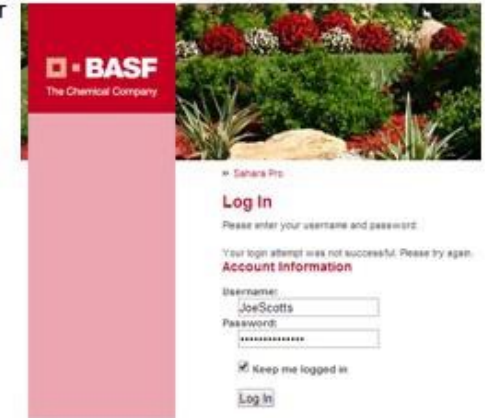 T
BASF
The Chemical Company
» Sahara Pro
Log In
Please enter your username and password
Your login attempt was not successful. Please try again.
Account Information
Username:
JoeScotts
Password:
••••••••••••••
Keep me logged in
Log In